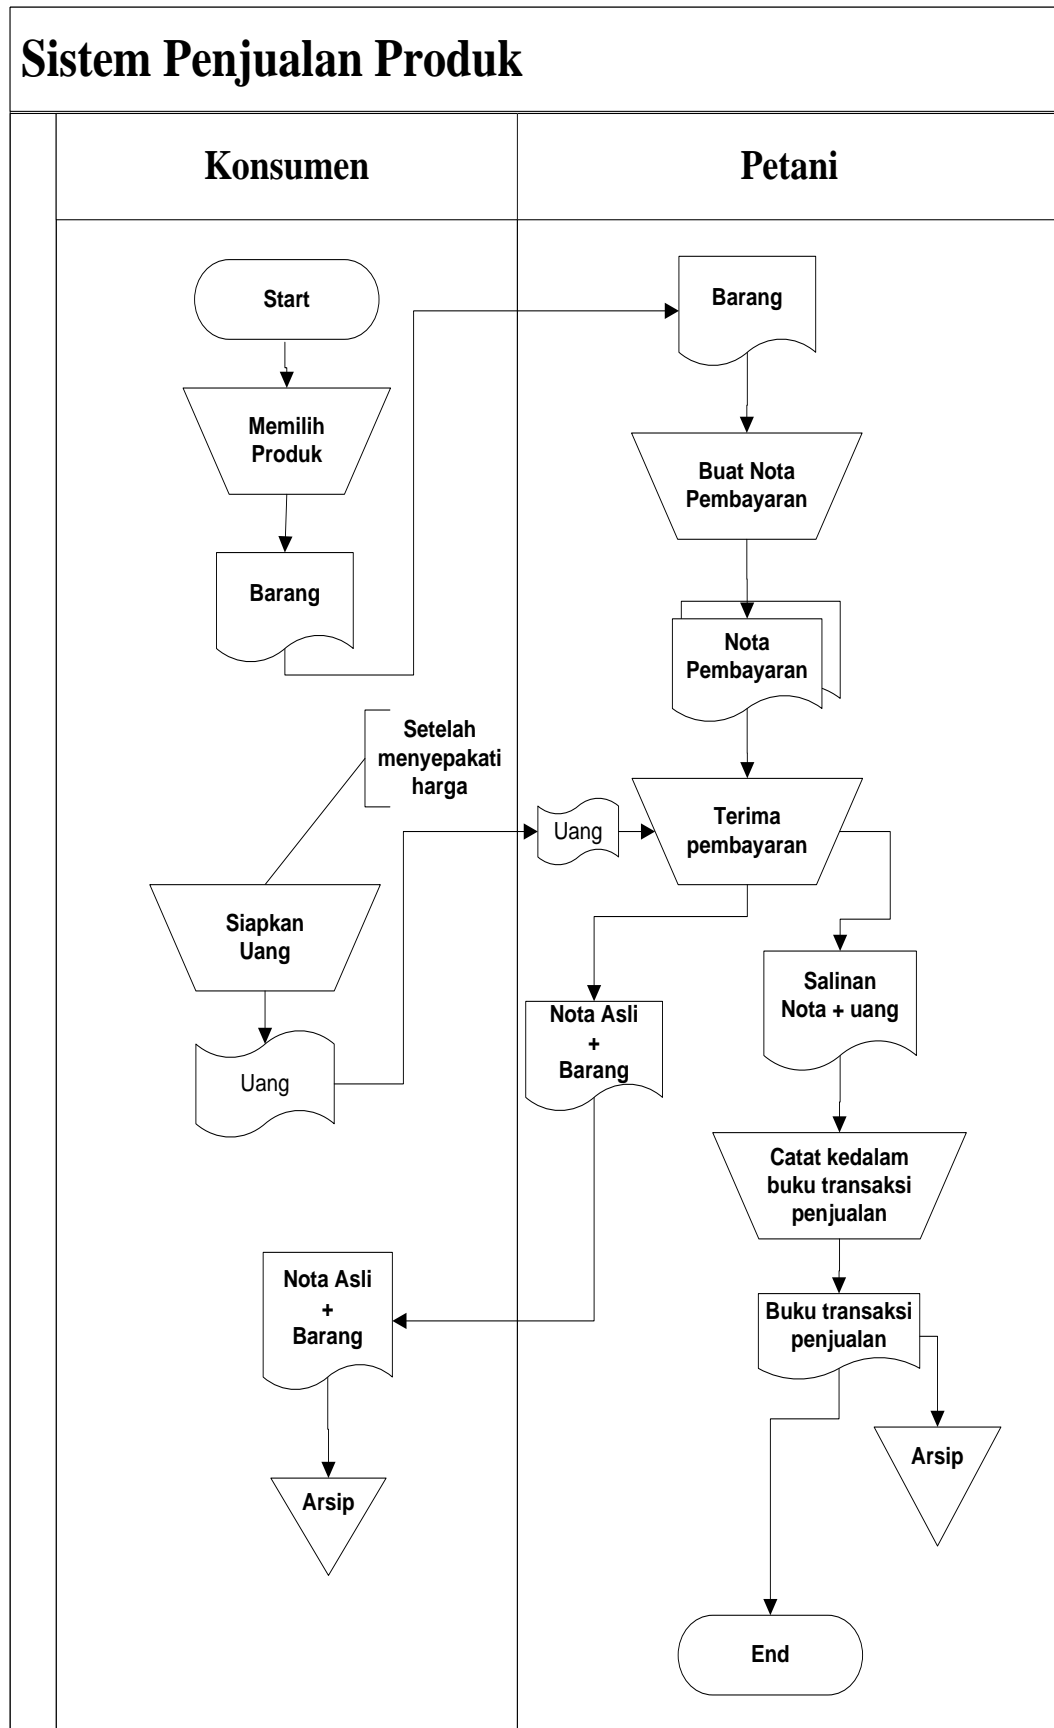 Sistem Penjualan Produk
Konsumen
Petani
Start
Memilih
Produk
Barang
Barang
Buat Nota
Pembayaran
Nota
Pembayaran
Setelah
menyepakati
harga
Siapkan
Uang
Uang
Uang
Terima
pembayaran
Nota Asli
+
Barang
Salinan
Nota + uang
Catat kedalam
buku transaksi
penjualan
Nota Asli
+
Barang
Arsip
Buku transaksi
penjualan
Arsip
End